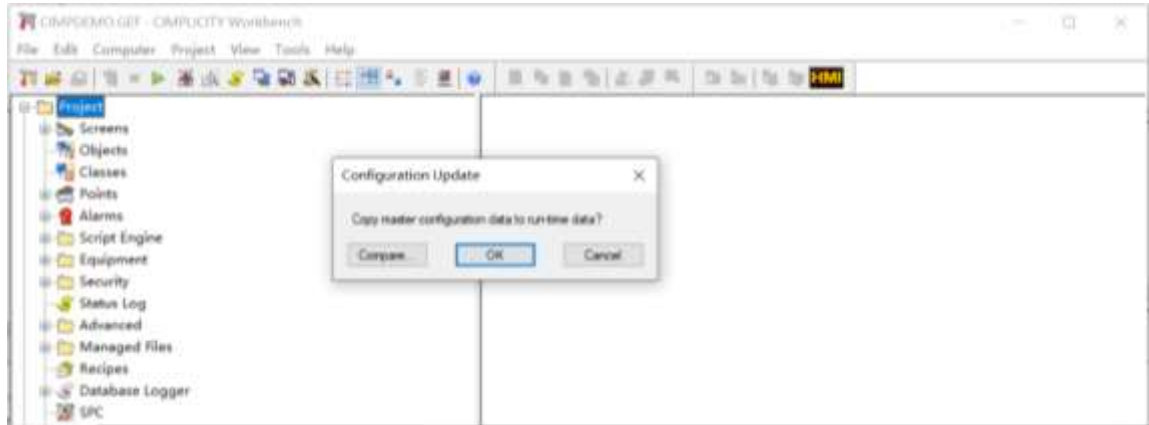 CIMPDEMO.GEF - CIMPLICITY Workbench
File Edit Computer Project View Tools Help
HMI
Project
Screens
Objects
Classes
Points
Alarms
Script Engine
Equipment
Security
Status Log
Advanced
Managed Files
Recipes
Database Logger
SPC
Configuration Update
Copy master configuration data to run-time data?
Compare... OK Cancel